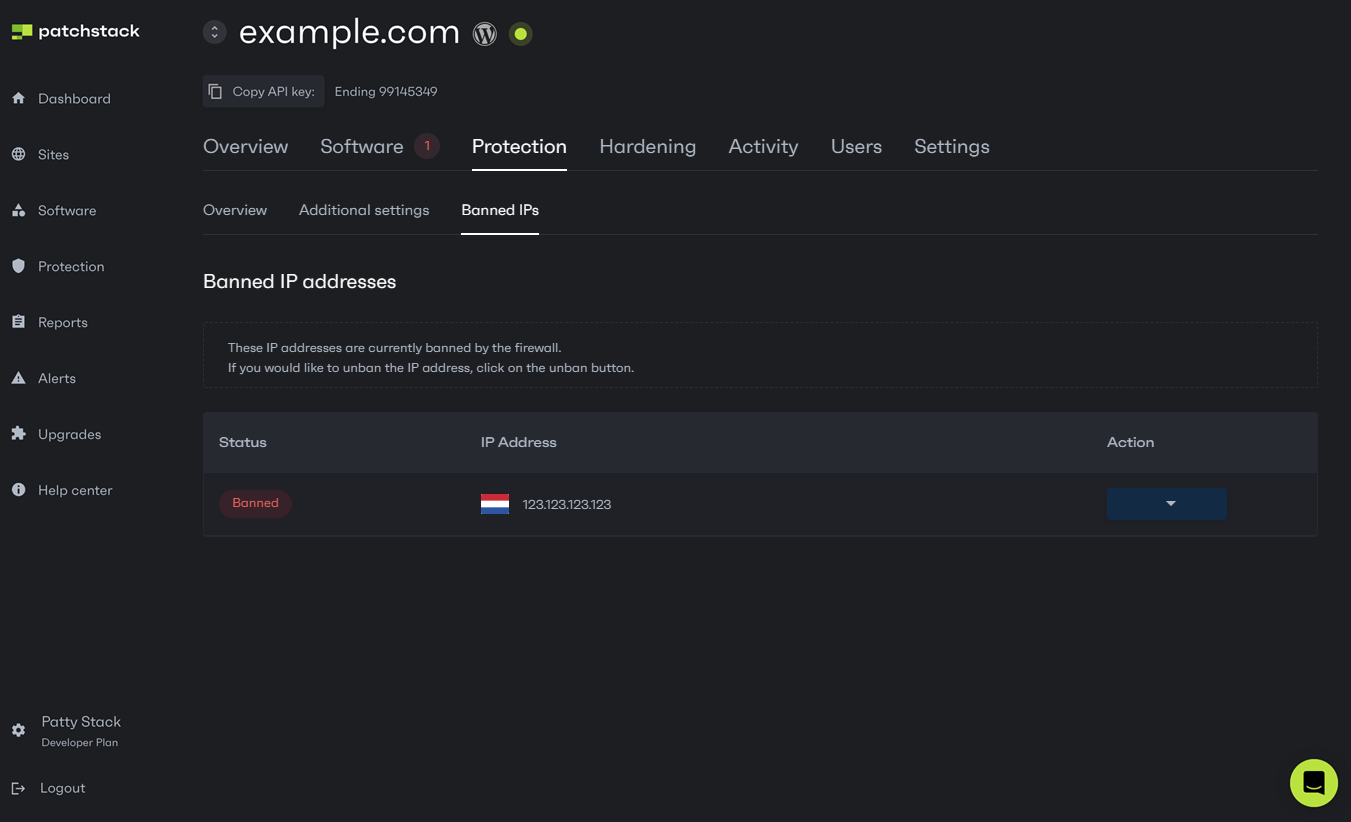 patchstack
example.com
Copy API key: Ending 99145349
Dashboard
Sites
Software
Protection
Reports
Alerts
Upgrades
Help center
Patty Stack
Developer Plan
Logout
Overview Software 1 Protection Hardening Activity Users Settings
Overview Additional settings Banned IPs
Banned IP addresses
These IP addresses are currently banned by the firewall.
If you would like to unban the IP address, click on the unban button.
Status IP Address Action
Banned 123.123.123.123